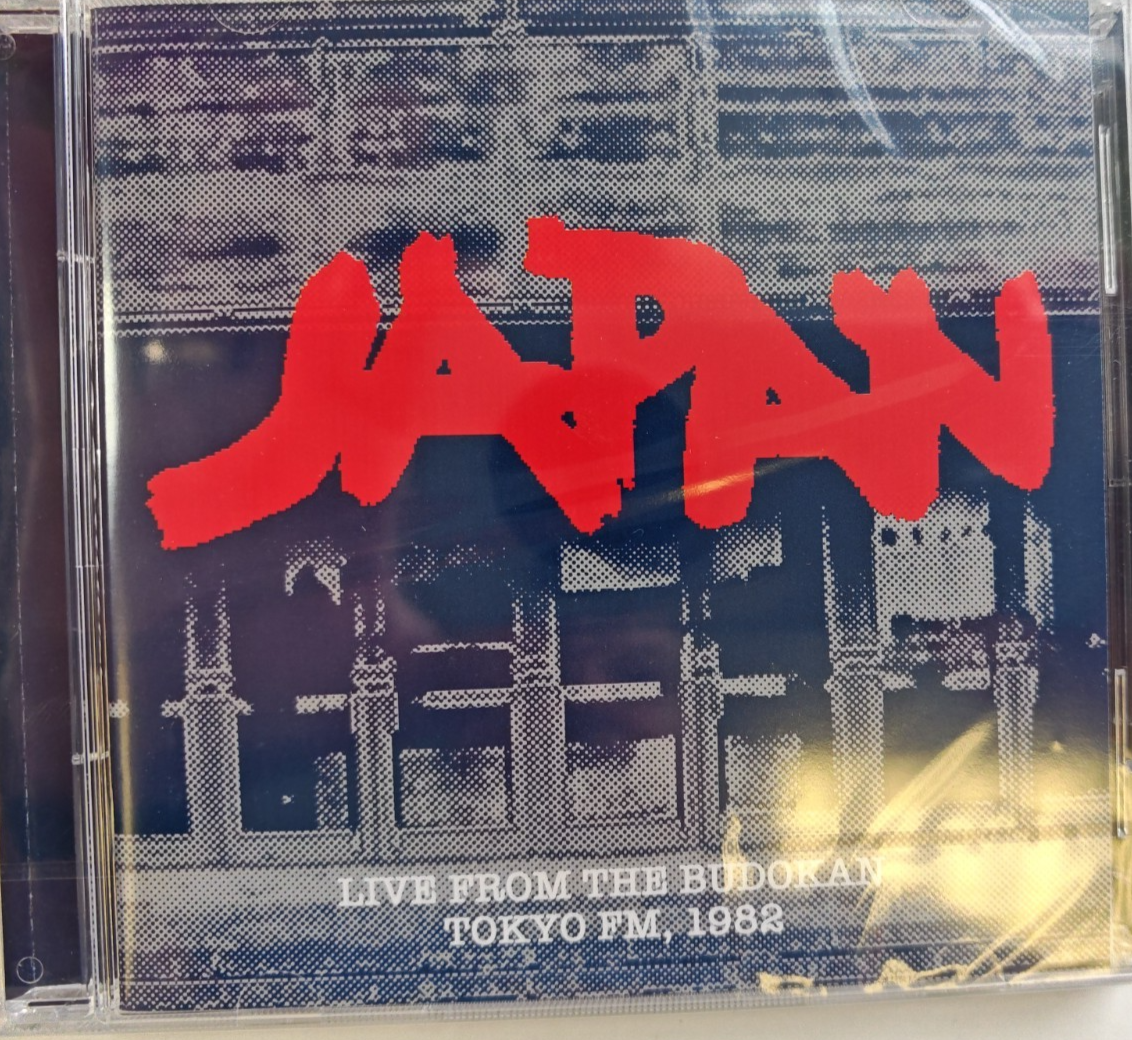 JAPAN
LIVE FROM THE BUDOKAN
TOKYO FM, 1982